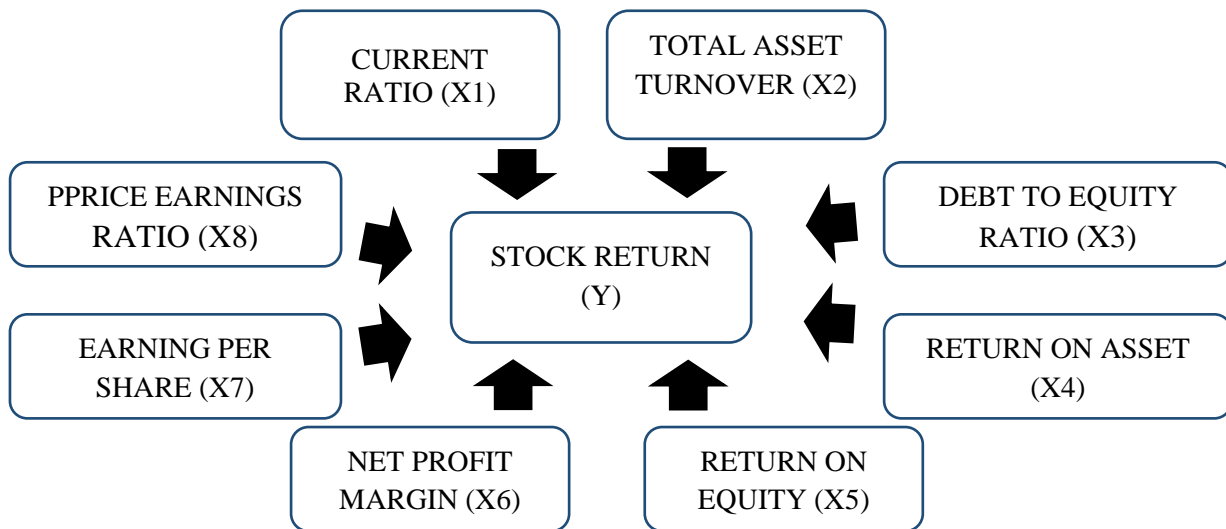 CURRENT
RATIO (X1)
TOTAL ASSET
TURNOVER (X2)
PPRICE EARNINGS
RATIO (X8)
STOCK RETURN
(Y)
DEBT TO EQUITY
RATIO (X3)
EARNING PER
SHARE (X7)
RETURN ON ASSET
(X4)
NET PROFIT
MARGIN (X6)
RETURN ON
EQUITY (X5)